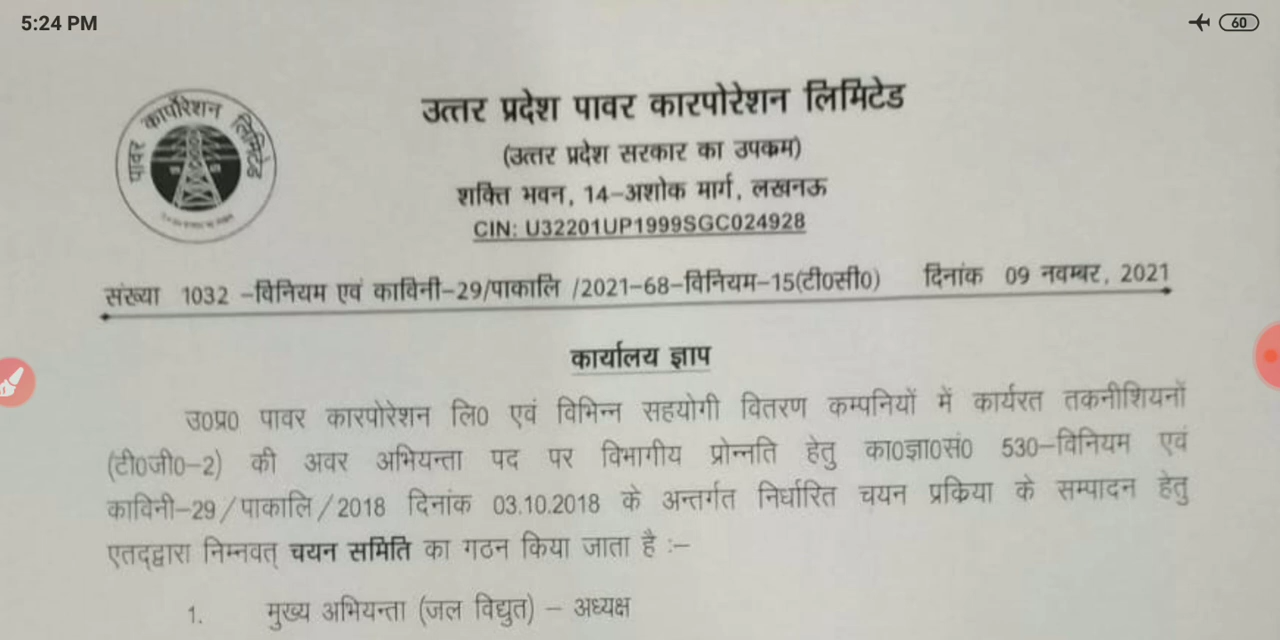 5:24 PM
60
पावर कार्पोरेशन लिमिटेड
उत्तर प्रदेश पावर कारपोरेशन लिमिटेड
(उत्तर प्रदेश सरकार का उपक्रम)
शक्ति भवन, 14-अशोक मार्ग, लखनऊ
CIN: U32201UP1999SGC024928
संख्या 1032 -विनियम एवं काविनी-29/पाकालि /2021-68-विनियम-15(टी0सी0) दिनांक 09 नवम्बर, 2021
कार्यालय ज्ञाप
उ0प्र0 पावर कारपोरेशन लि0 एवं विभिन्न सहयोगी वितरण कम्पनियों में कार्यरत तकनीशियनों
(टी0जी0-2) की अवर अभियन्ता पद पर विभागीय प्रोन्नति हेतु का0ज्ञा0सं0 530-विनियम एवं
काविनी-29/पाकालि/2018 दिनांक 03.10.2018 के अन्तर्गत निर्धारित चयन प्रक्रिया के सम्पादन हेतु
एतद्द्वारा निम्नवत् चयन समिति का गठन किया जाता है :-
1. मुख्य अभियन्ता (जल विद्युत) - अध्यक्ष